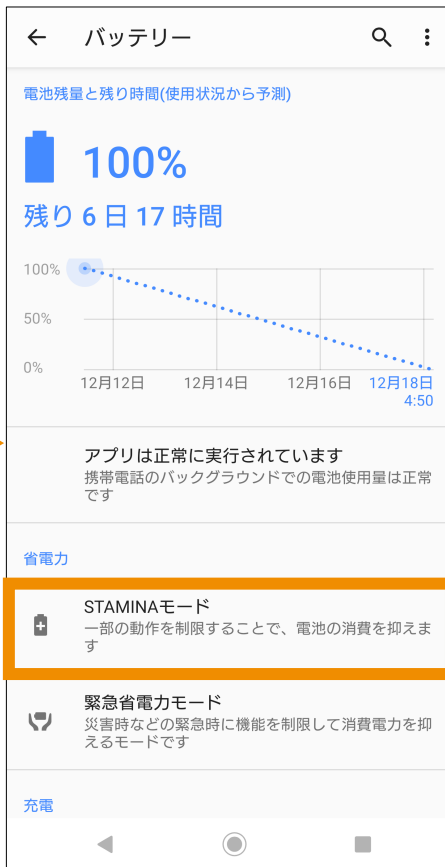 バッテリー
電池残量と残り時間(使用状況から予測)
100%
残り 6 日 17 時間
100%
50%
0%
12月12日 12月14日 12月16日 12月18日
4:50
アプリは正常に実行されています
携帯電話のバックグラウンドでの電池使用量は正常
です
省電力
STAMINAモード
一部の動作を制限することで、電池の消費を抑えま
す
緊急省電力モード
災害時などの緊急時に機能を制限して消費電力を抑
えるモードです
充電